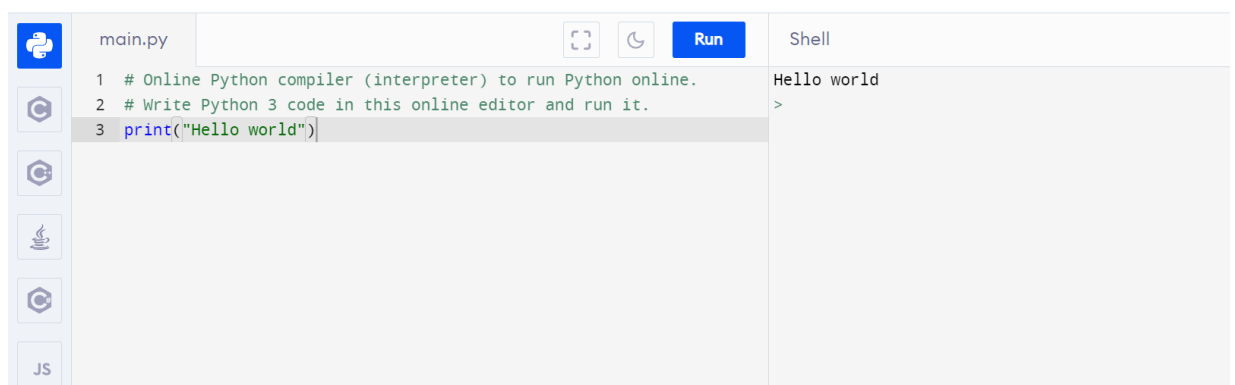 main.py
Run
Shell
1 # Online Python compiler (interpreter) to run Python online.
2 # Write Python 3 code in this online editor and run it.
3 print("Hello world")
Hello world
>
C
C++
C#
JS